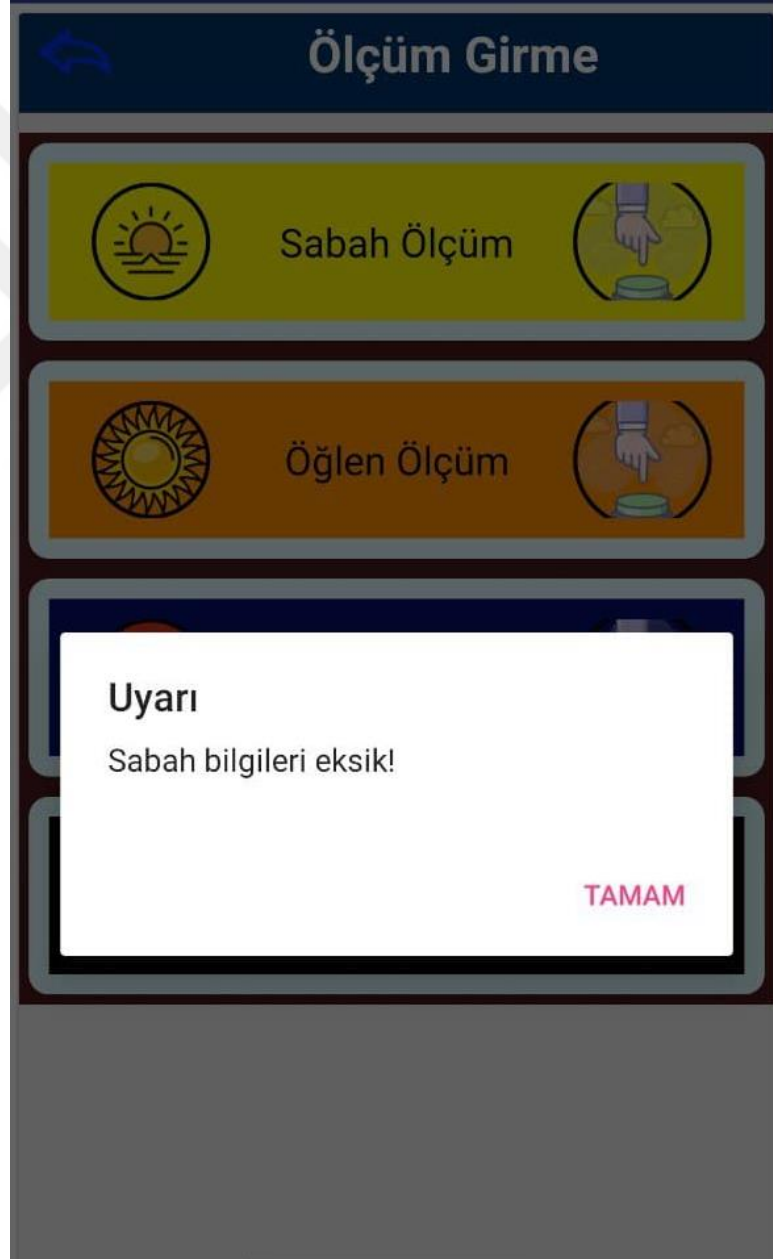 Ölçüm Girme
Sabah Ölçüm
Öğlen Ölçüm
Uyarı
Sabah bilgileri eksik!
TAMAM